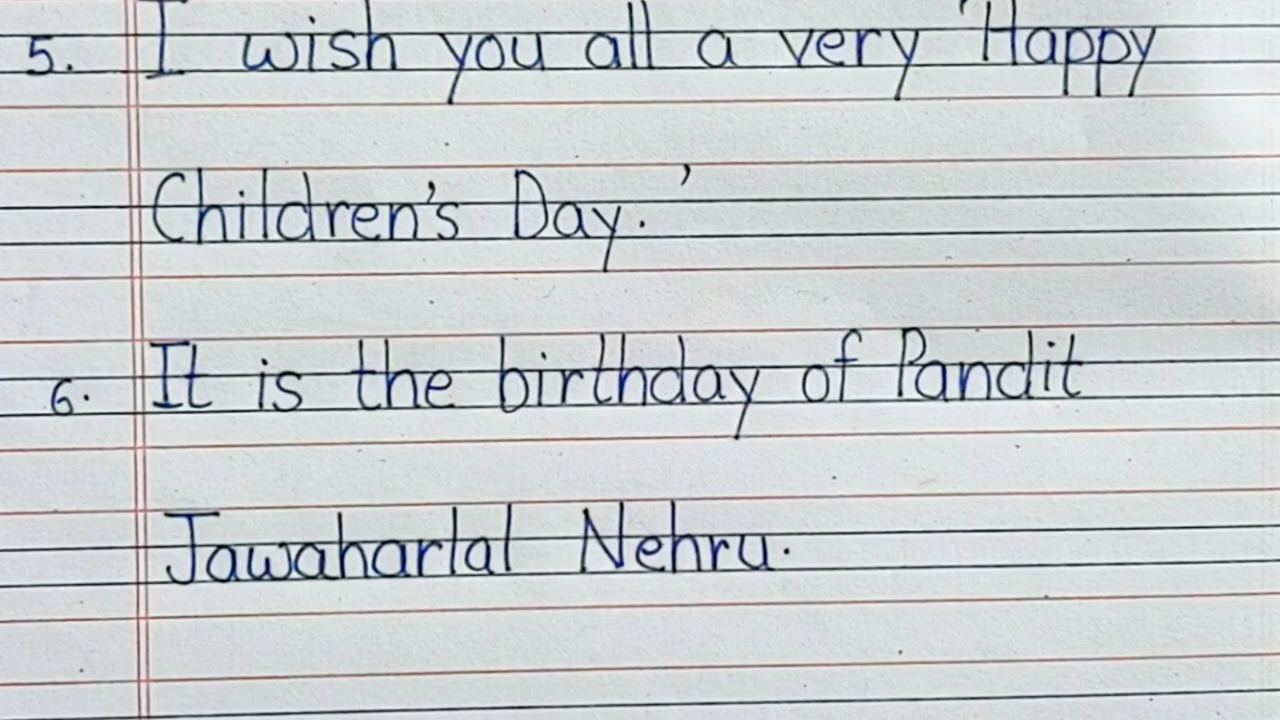 5. I wish you all a very 'Happy
Children's Day.'
6. It is the birthday of Pandit
Jawaharlal Nehru.